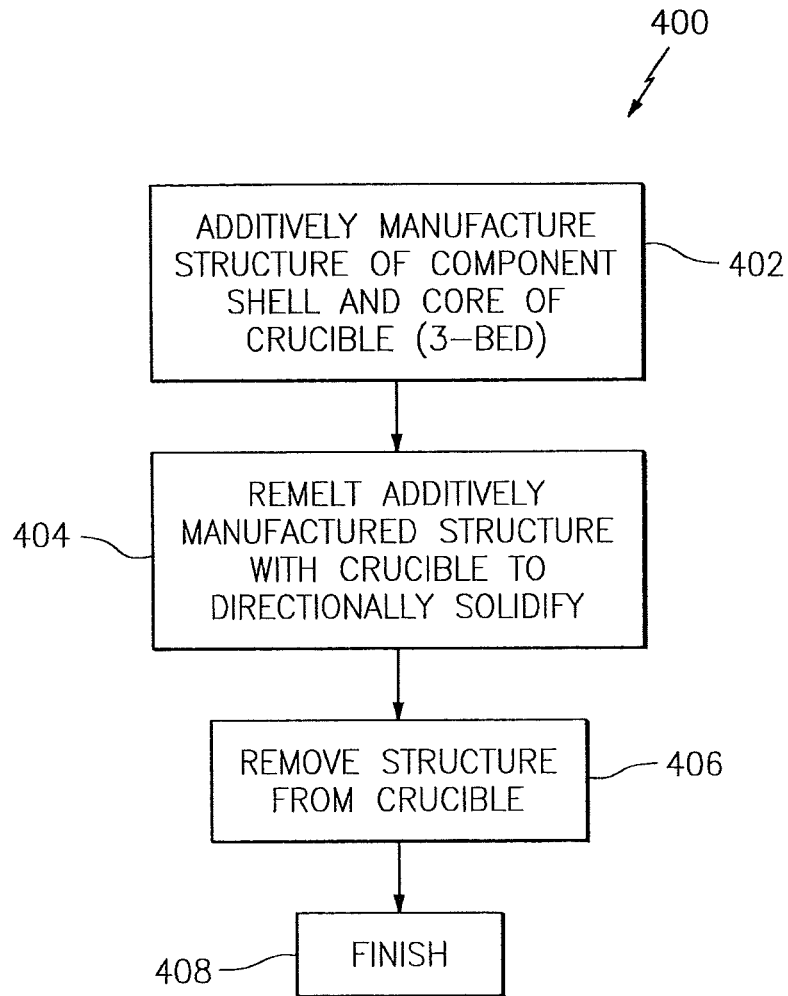 400
ADDITIVELY MANUFACTURE
STRUCTURE OF COMPONENT
SHELL AND CORE OF
CRUCIBLE (3-BED)
402
REMELT ADDITIVELY
MANUFACTURED STRUCTURE
WITH CRUCIBLE TO
DIRECTIONALLY SOLIDIFY
404
REMOVE STRUCTURE
FROM CRUCIBLE
406
FINISH
408